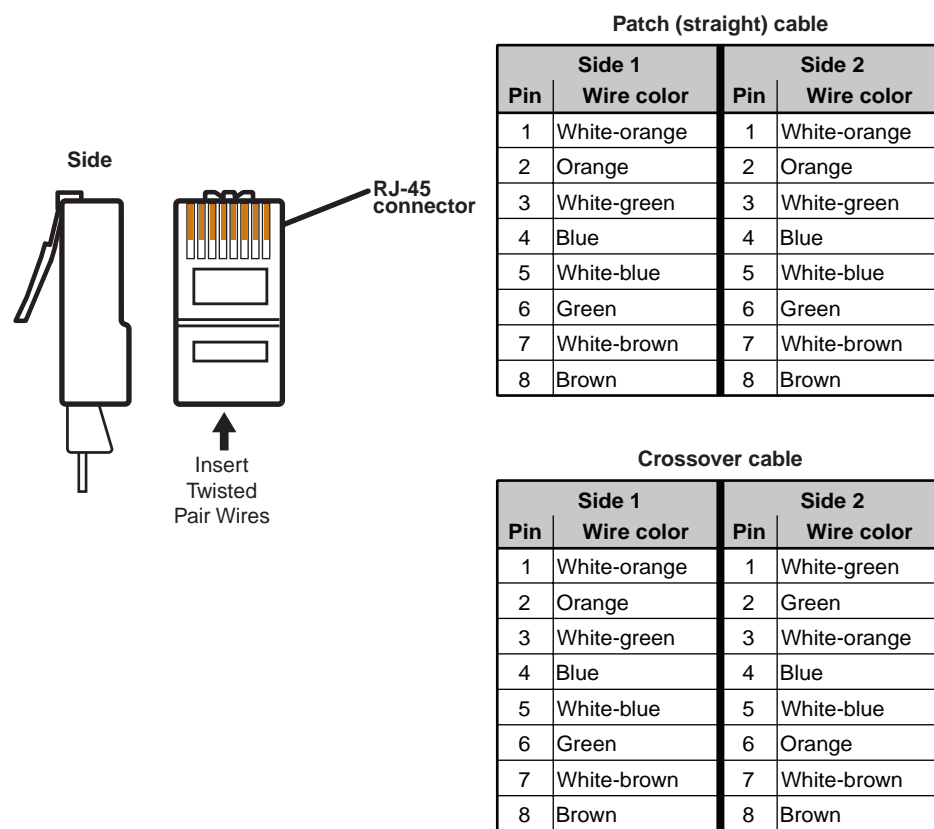 Side
RJ-45
connector
Insert
Twisted
Pair Wires
Patch (straight) cable
Side 1 Side 2
Pin Wire color Pin Wire color
1 White-orange 1 White-orange
2 Orange 2 Orange
3 White-green 3 White-green
4 Blue 4 Blue
5 White-blue 5 White-blue
6 Green 6 Green
7 White-brown 7 White-brown
8 Brown 8 Brown
Crossover cable
Side 1 Side 2
Pin Wire color Pin Wire color
1 White-orange 1 White-green
2 Orange 2 Green
3 White-green 3 White-orange
4 Blue 4 Blue
5 White-blue 5 White-blue
6 Green 6 Orange
7 White-brown 7 White-brown
8 Brown 8 Brown